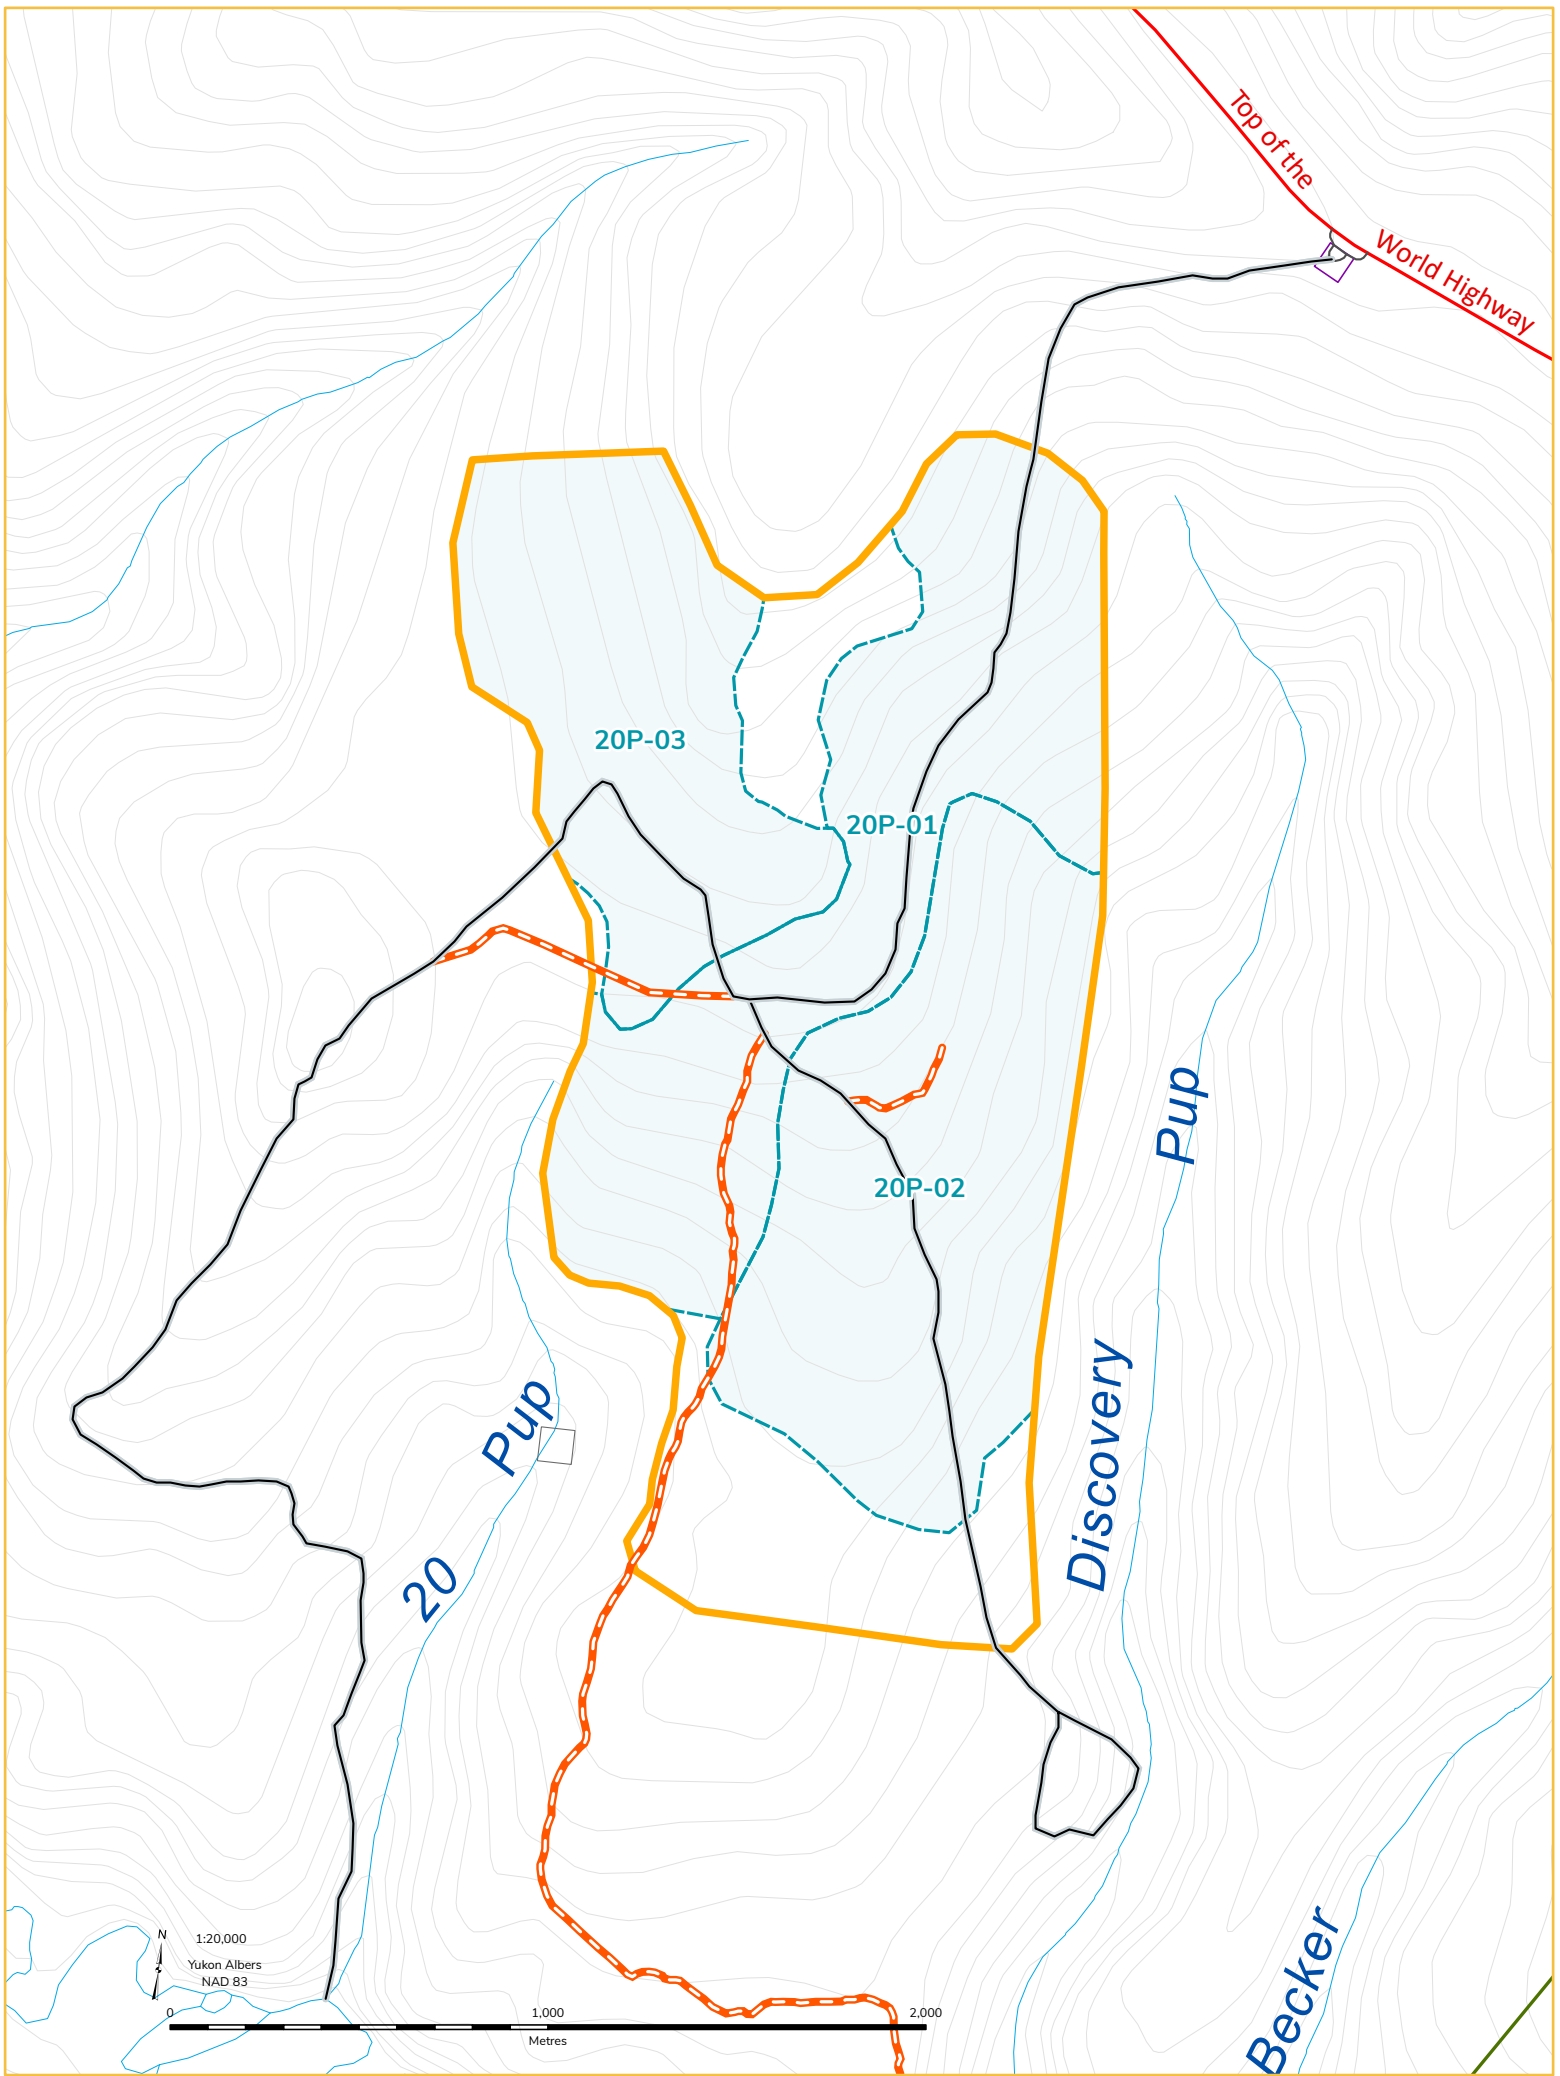 Top of the
World Highway
20P-03
20P-01
Pup
20P-02
Discovery
Pup
20
Becker
N
1:20,000
Yukon Albers
NAD 83
0
1,000
2,000
Metres